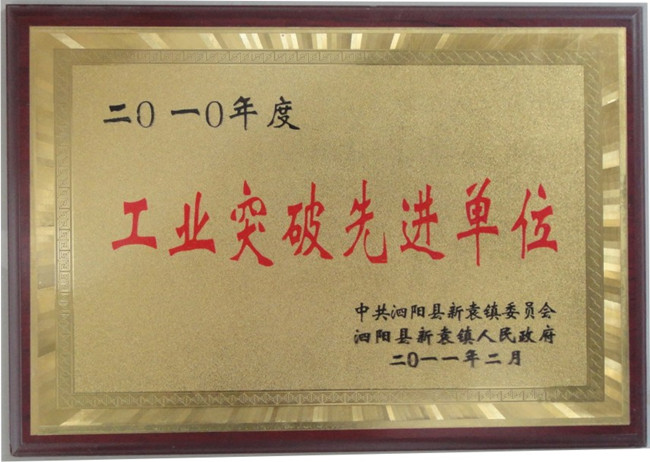 二0一0年度
工业突破先进单位
中共泗阳县新袁镇委员会
泗阳县新袁镇人民政府
二0一一年二月